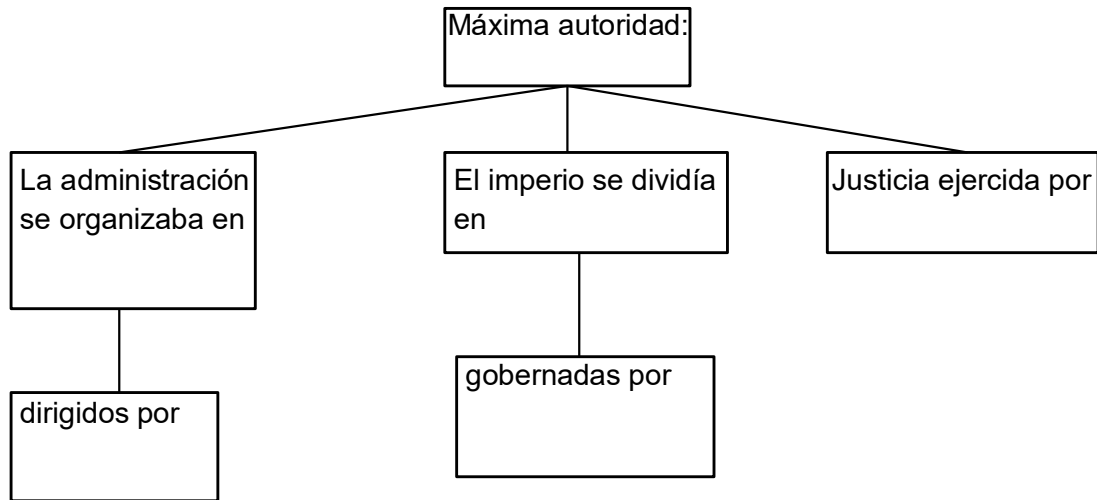 Máxima autoridad:
La administración
se organizaba en
El imperio se dividía
en
Justicia ejercida por
dirigidos por
gobernadas por